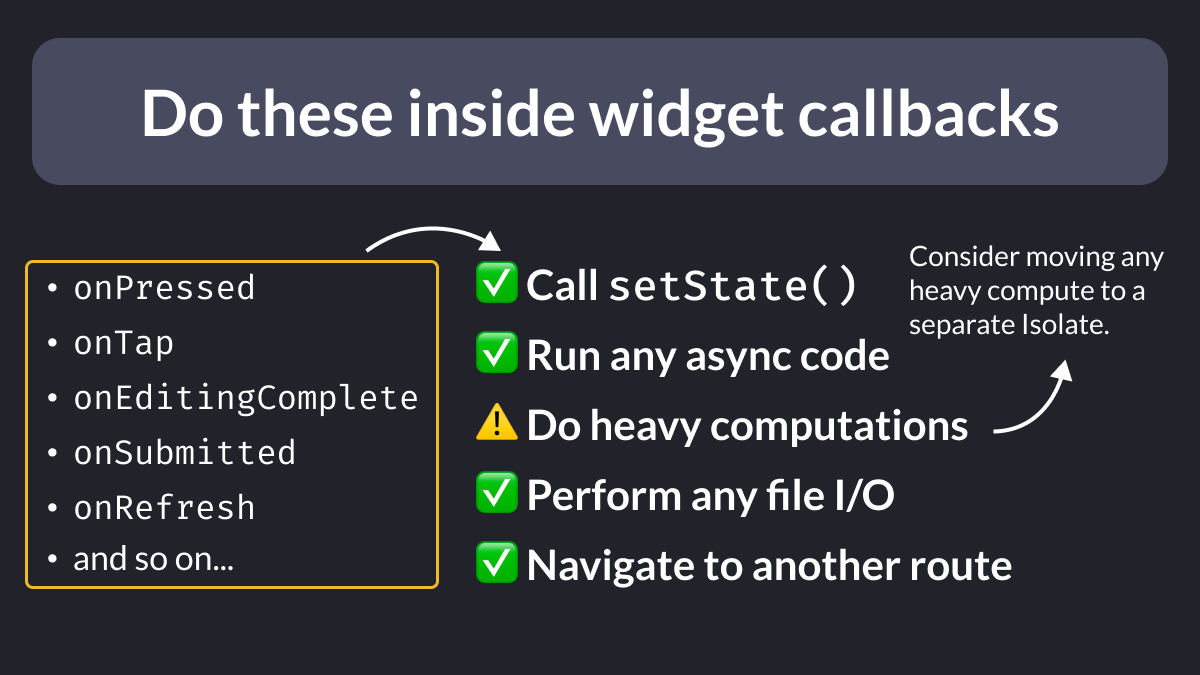 Do these inside widget callbacks
• onPressed
• onTap
• onEditingComplete
• onSubmitted
• onRefresh
• and so on...
✅ Call setState()
✅ Run any async code
⚠️ Do heavy computations
✅ Perform any file I/O
✅ Navigate to another route
Consider moving any
heavy compute to a
separate Isolate.